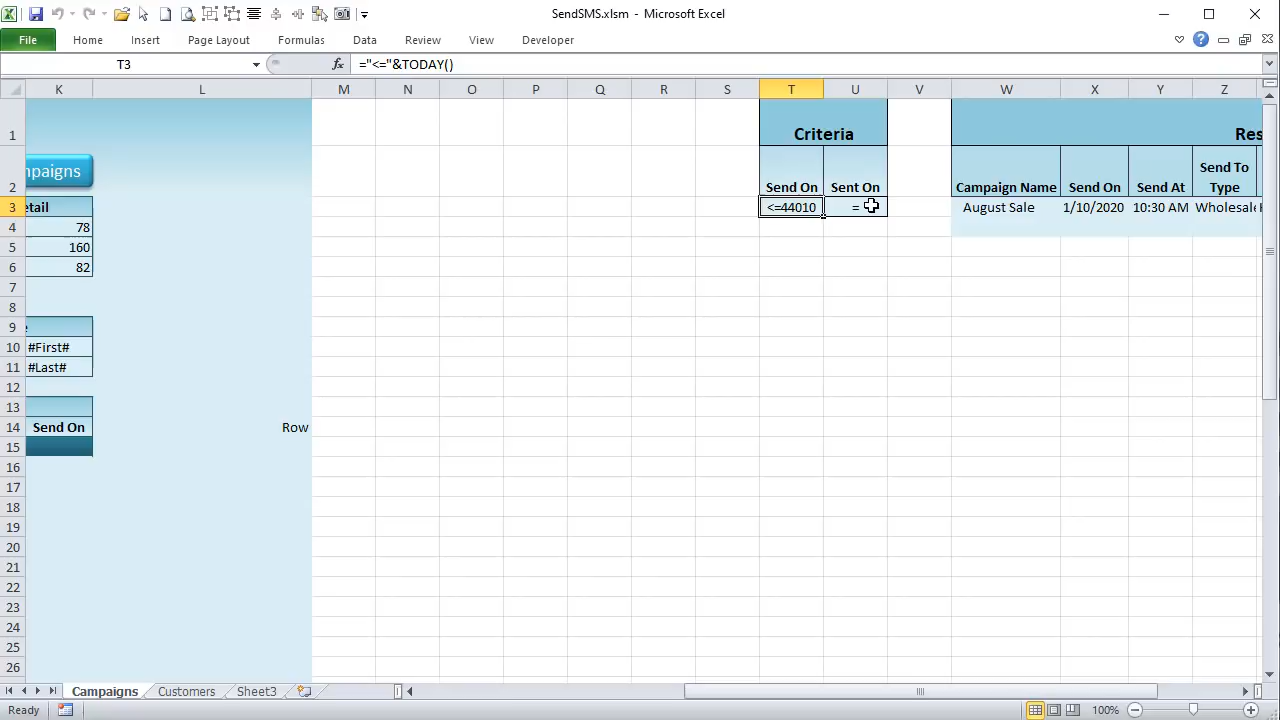 SendSMS.xlsm - Microsoft Excel
File Home Insert Page Layout Formulas Data Review View Developer
T3 fx ="<="&TODAY()
K L M N O P Q R S T U V W X Y Z
1 Criteria Res
2 mpaigns Send On Sent On Campaign Name Send On Send At Send To Type
3 etail <=44010 = August Sale 1/10/2020 10:30 AM Wholesale
4 78
5 160
6 82
7
8
9
10 #First#
11 #Last#
12
13
14 Send On Row
15
16
17
18
19
20
21
22
23
24
25
26
Campaigns Customers Sheet3
Ready 100%